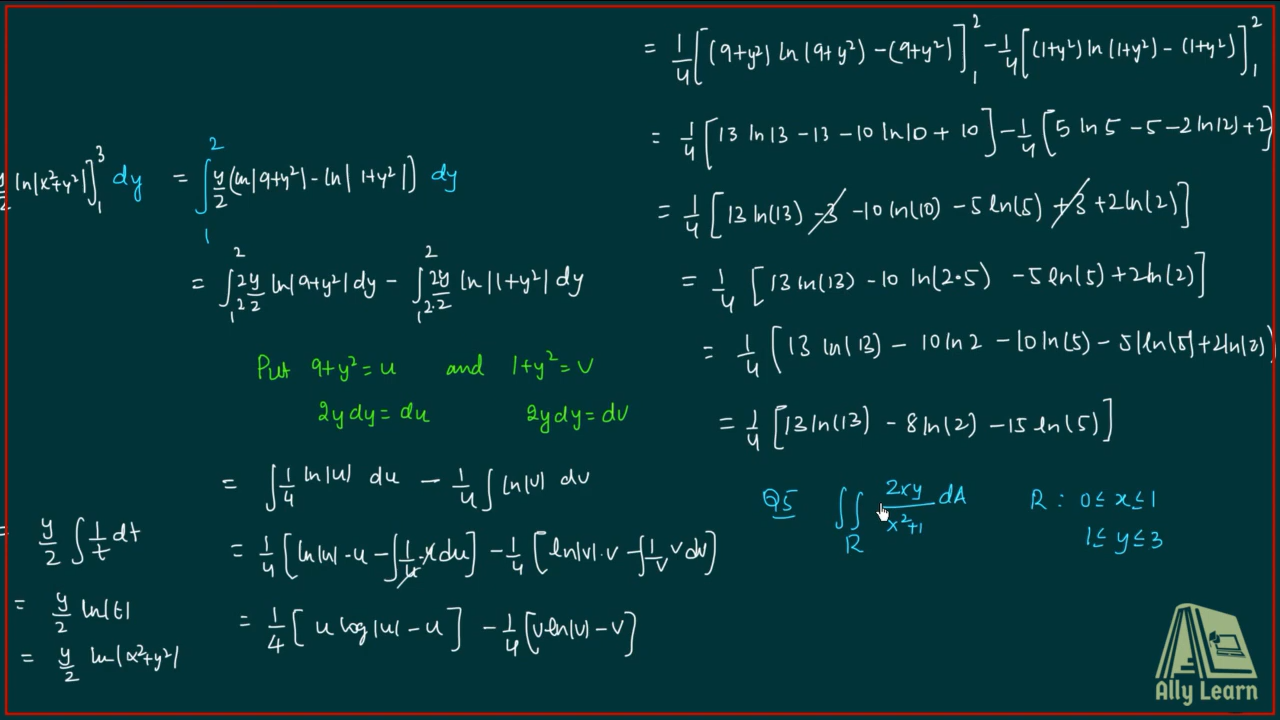 y/2 ln|x²+y²|]₁³ dy = ∫₁² y/2 (ln|9+y²| - ln|1+y²|) dy
= ∫₁² 2y/2·2 ln|9+y²| dy - ∫₁² 2y/2·2 ln|1+y²| dy
Put 9+y² = u and 1+y² = v
2y dy = du 2y dy = dv
= ∫ 1/4 ln|u| du - 1/4 ∫ ln|v| dv
= 1/4 [ln|u|·u - ∫ 1/u · u du] - 1/4 [ln|v|·v - ∫ 1/v v dv]
= 1/4 [u log|u| - u] - 1/4 [v ln|v| - v]
= y/2 ∫ 1/t dt
= y/2 ln|t|
= y/2 ln|x²+y²|
= 1/4 [(9+y²) ln(9+y²) - (9+y²)]₁² - 1/4 [(1+y²) ln(1+y²) - (1+y²)]₁²
= 1/4 [13 ln13 - 13 - 10 ln10 + 10] - 1/4 [5 ln5 - 5 - 2 ln(2) + 2]
= 1/4 [13 ln(13) - 3 - 10 ln(10) - 5 ln(5) + 3 + 2 ln(2)]
= 1/4 [13 ln(13) - 10 ln(2·5) - 5 ln(5) + 2 ln(2)]
= 1/4 [13 ln(13) - 10 ln2 - 10 ln(5) - 5 ln(5) + 2 ln(2)]
= 1/4 [13 ln(13) - 8 ln(2) - 15 ln(5)]
Q5 ∬_R 2xy/x²+1 dA R : 0 ≤ x ≤ 1
1 ≤ y ≤ 3
Ally Learn